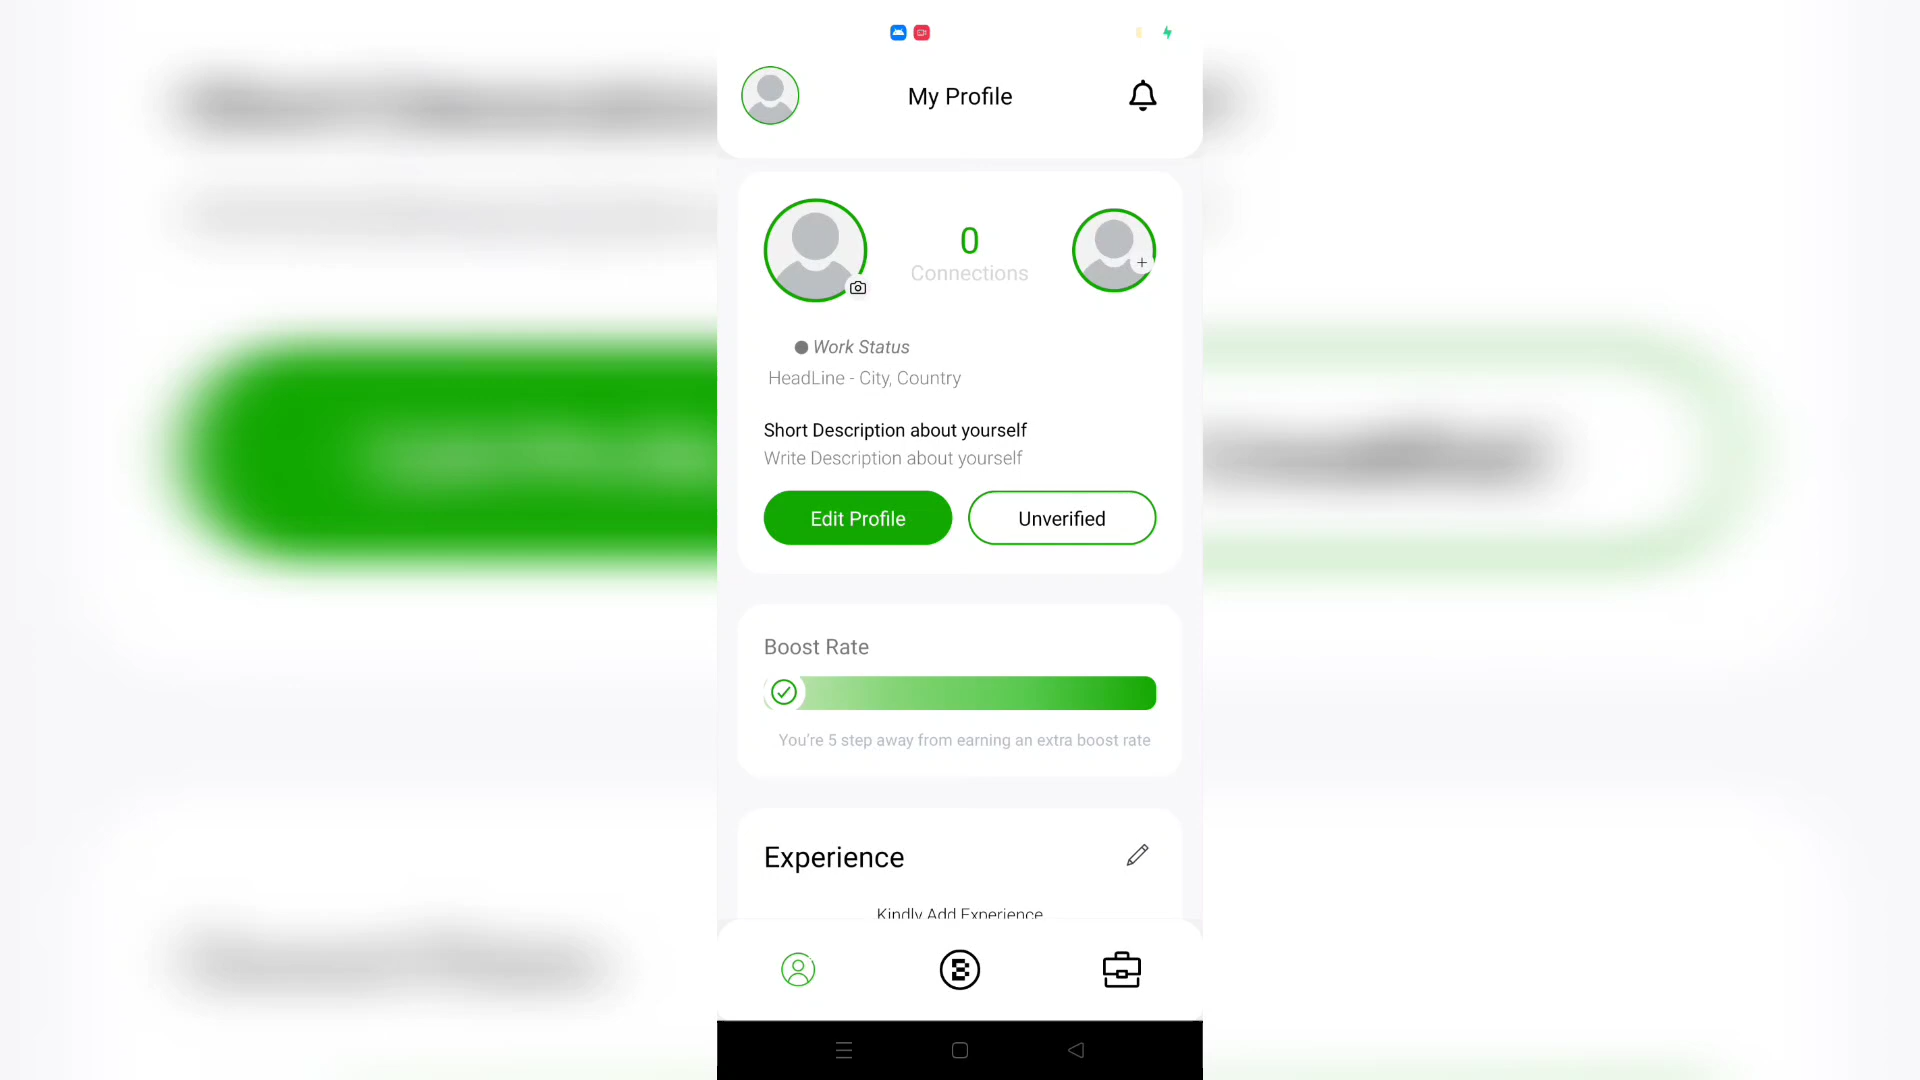 My Profile
0
Connections
Work Status
HeadLine - City, Country
Short Description about yourself
Write Description about yourself
Edit Profile
Unverified
Boost Rate
You're 5 step away from earning an extra boost rate
Experience
Kindly Add Experience
B